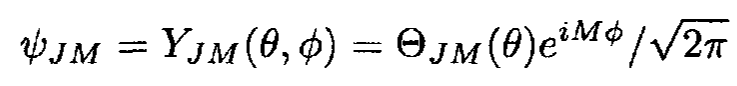 ψ_{JM} = Y_{JM}(θ, ϕ) = Θ_{JM}(θ)e^{iMϕ}/√2π